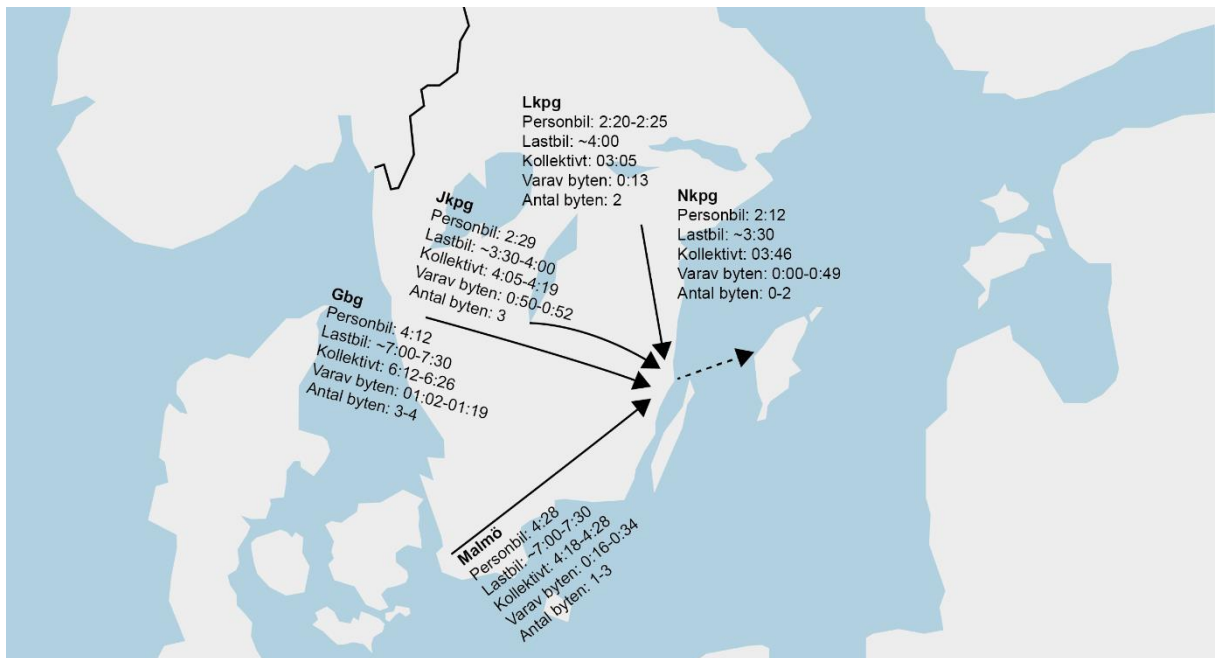 Lkpg
Personbil: 2:20-2:25
Lastbil: ~4:00
Kollektivt: 03:05
Varav byten: 0:13
Antal byten: 2
Nkpg
Personbil: 2:12
Lastbil: ~3:30
Kollektivt: 03:46
Varav byten: 0:00-0:49
Antal byten: 0-2
Jkpg
Personbil: 2:29
Lastbil: ~3:30-4:00
Kollektivt: 4:05-4:19
Varav byten: 0:50-0:52
Antal byten: 3
Gbg
Personbil: 4:12
Lastbil: ~7:00-7:30
Kollektivt: 6:12-6:26
Varav byten: 01:02-01:19
Antal byten: 3-4
Malmö
Personbil: 4:28
Lastbil: ~7:00-7:30
Kollektivt: 4:18-4:28
Varav byten: 0:16-0:34
Antal byten: 1-3